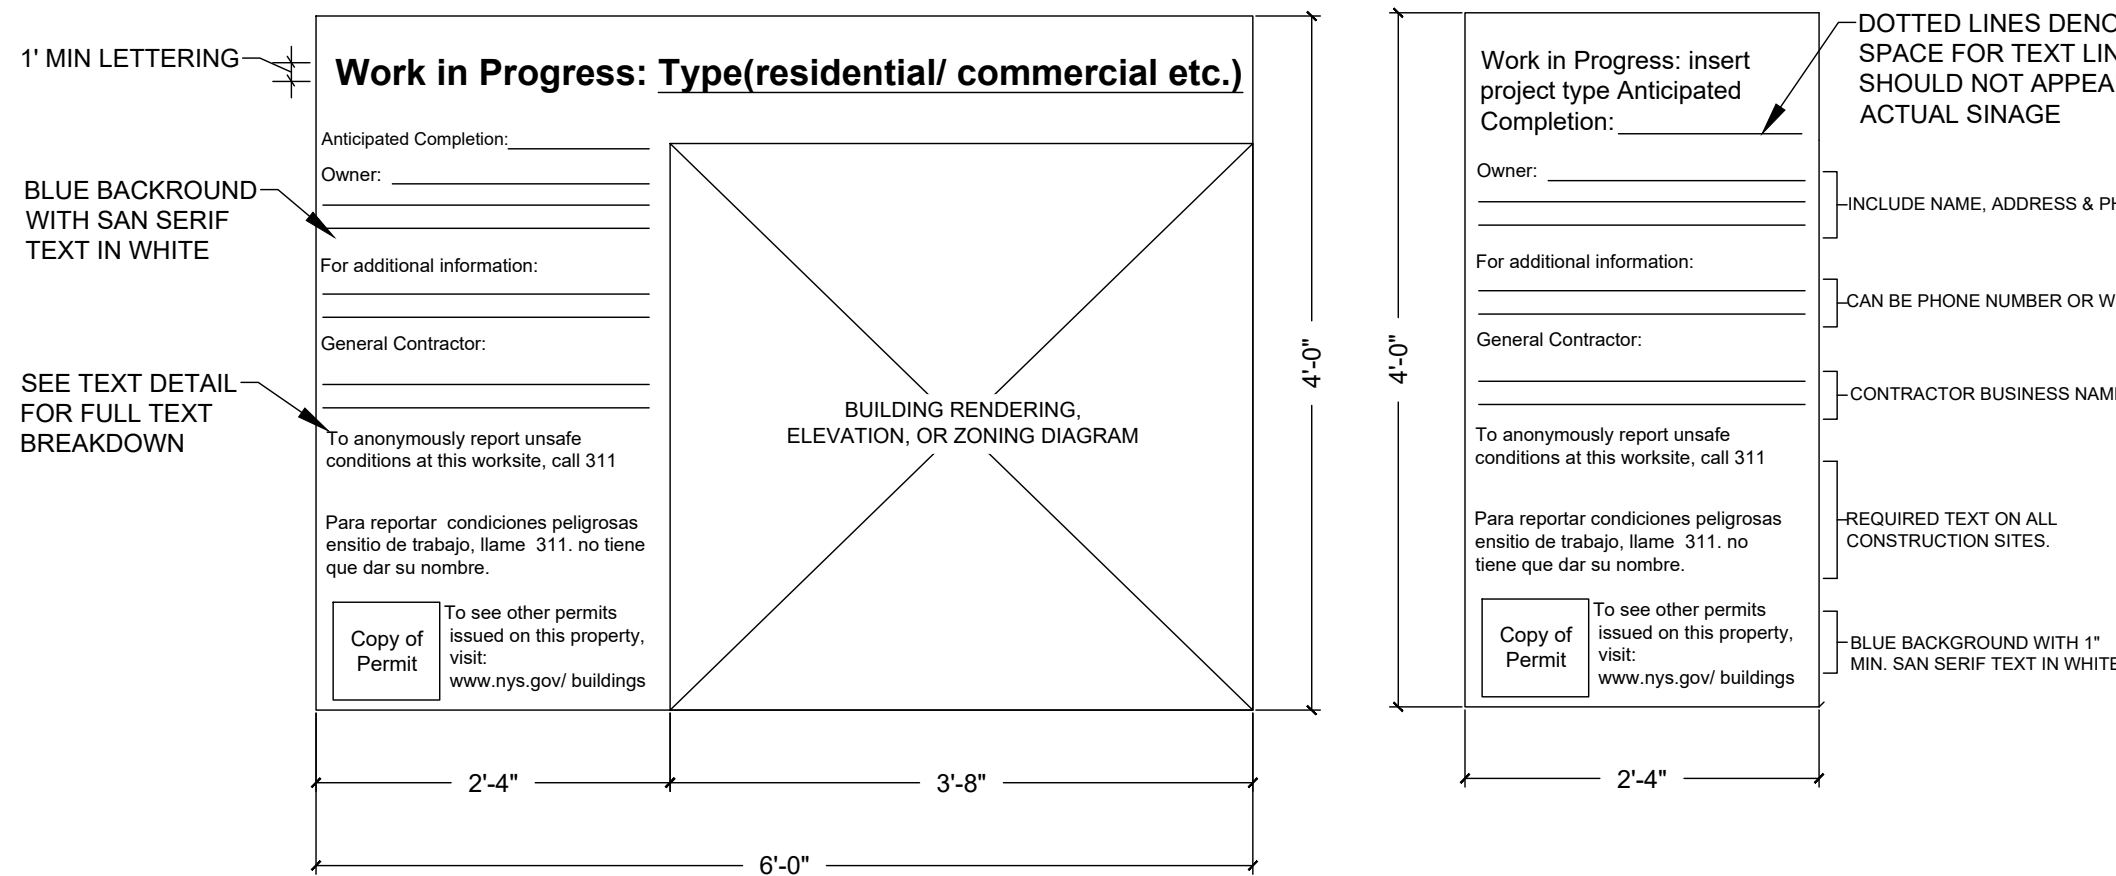 1' MIN LETTERING
BLUE BACKROUND
WITH SAN SERIF
TEXT IN WHITE
SEE TEXT DETAIL
FOR FULL TEXT
BREAKDOWN
Work in Progress: Type(residential/ commercial etc.)
Anticipated Completion:
Owner:
For additional information:
General Contractor:
To anonymously report unsafe
conditions at this worksite, call 311
Para reportar condiciones peligrosas
ensitio de trabajo, llame 311. no tiene
que dar su nombre.
Copy of
Permit
To see other permits
issued on this property,
visit:
www.nys.gov/ buildings
BUILDING RENDERING,
ELEVATION, OR ZONING DIAGRAM
4'-0"
2'-4"
3'-8"
6'-0"
4'-0"
Work in Progress: insert
project type Anticipated
Completion:
Owner:
For additional information:
General Contractor:
To anonymously report unsafe
conditions at this worksite, call 311
Para reportar condiciones peligrosas
ensitio de trabajo, llame 311. no
tiene que dar su nombre.
Copy of
Permit
To see other permits
issued on this property,
visit:
www.nys.gov/ buildings
2'-4"
DOTTED LINES
SPACE FOR TEXT
SHOULD NOT
ACTUAL SINAGE
INCLUDE NAME, ADDRESS &
CAN BE PHONE NUMBER OR
CONTRACTOR BUSINESS
REQUIRED TEXT ON ALL
CONSTRUCTION SITES.
BLUE BACKGROUND WITH 1"
MIN. SAN SERIF TEXT IN WHITE